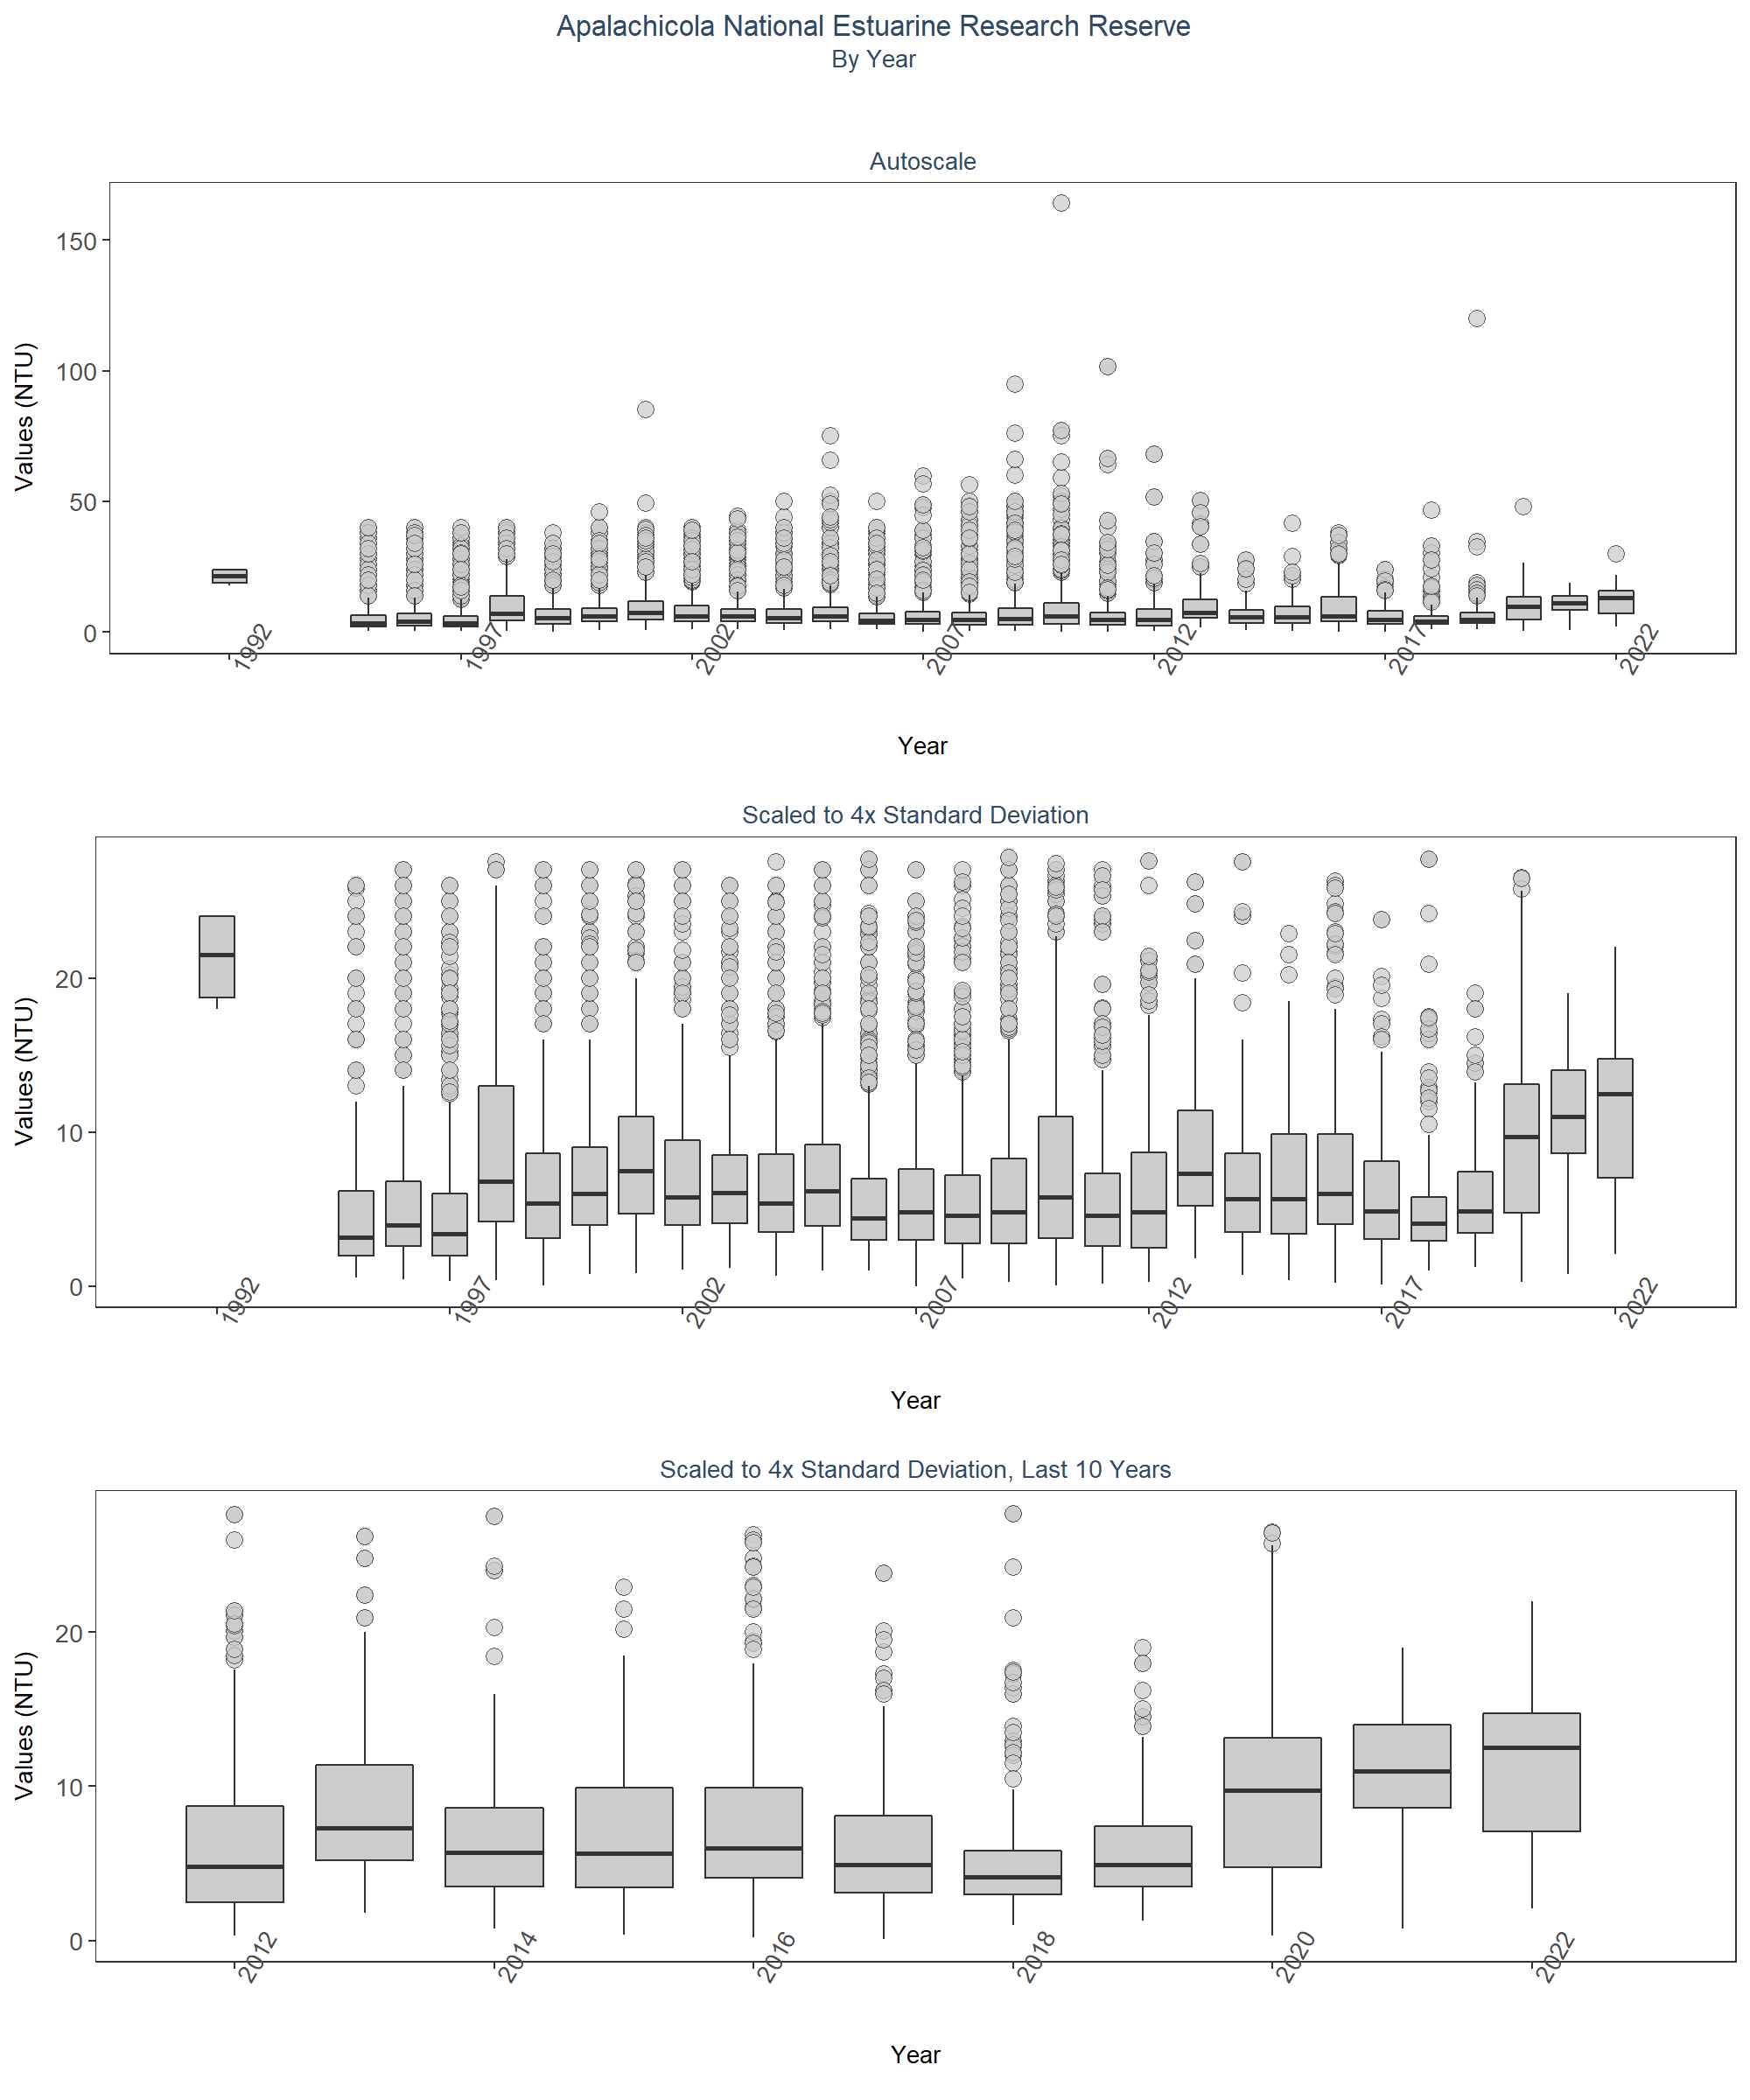 Apalachicola National Estuarine Research Reserve
By Year
Autoscale
Values (NTU)
150
100
50
0
1992 1997 2002 2007 2012 2017 2022
Year
Scaled to 4x Standard Deviation
Values (NTU)
20
10
0
1992 1997 2002 2007 2012 2017 2022
Year
Scaled to 4x Standard Deviation, Last 10 Years
Values (NTU)
20
10
0
2012 2014 2016 2018 2020 2022
Year